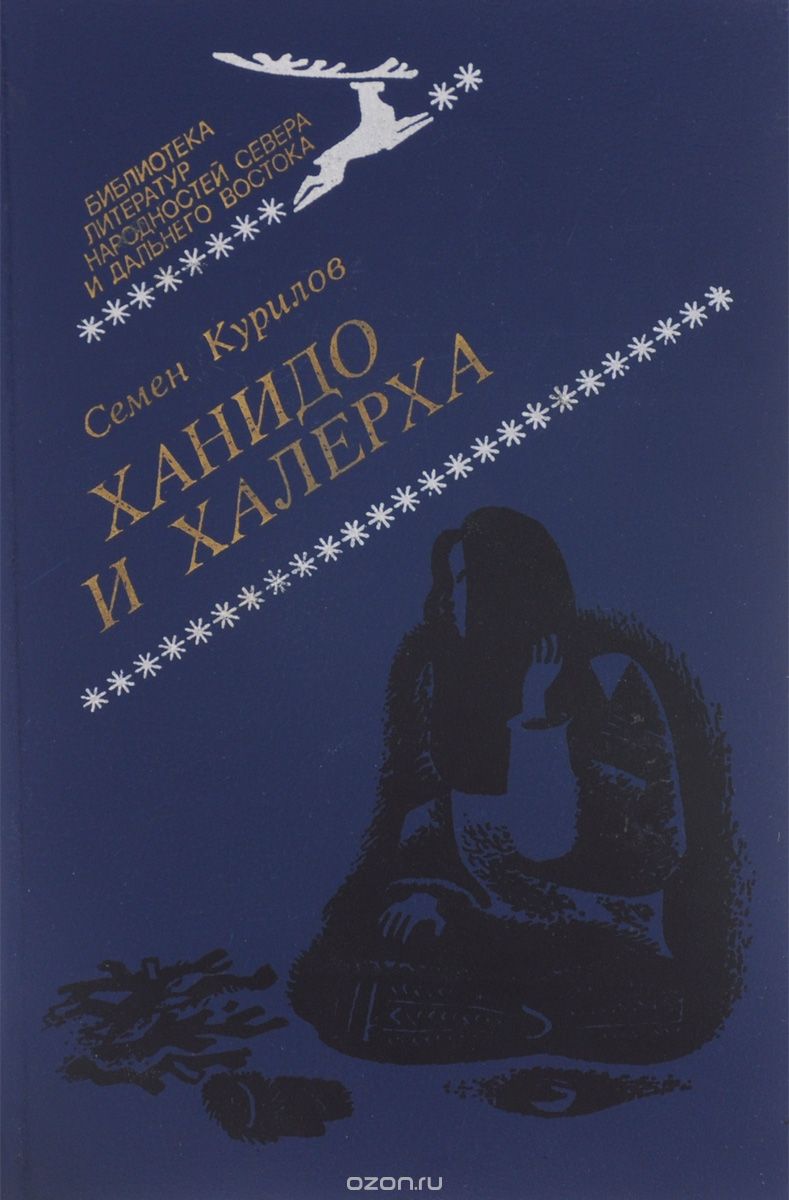 БИБЛИОТЕКА
ЛИТЕРАТУР
НАРОДНОСТЕЙ СЕВЕРА
И ДАЛЬНЕГО ВОСТОКА
Семен Курилов
ХАНИДО
И ХАЛЕРХА
ozon.ru